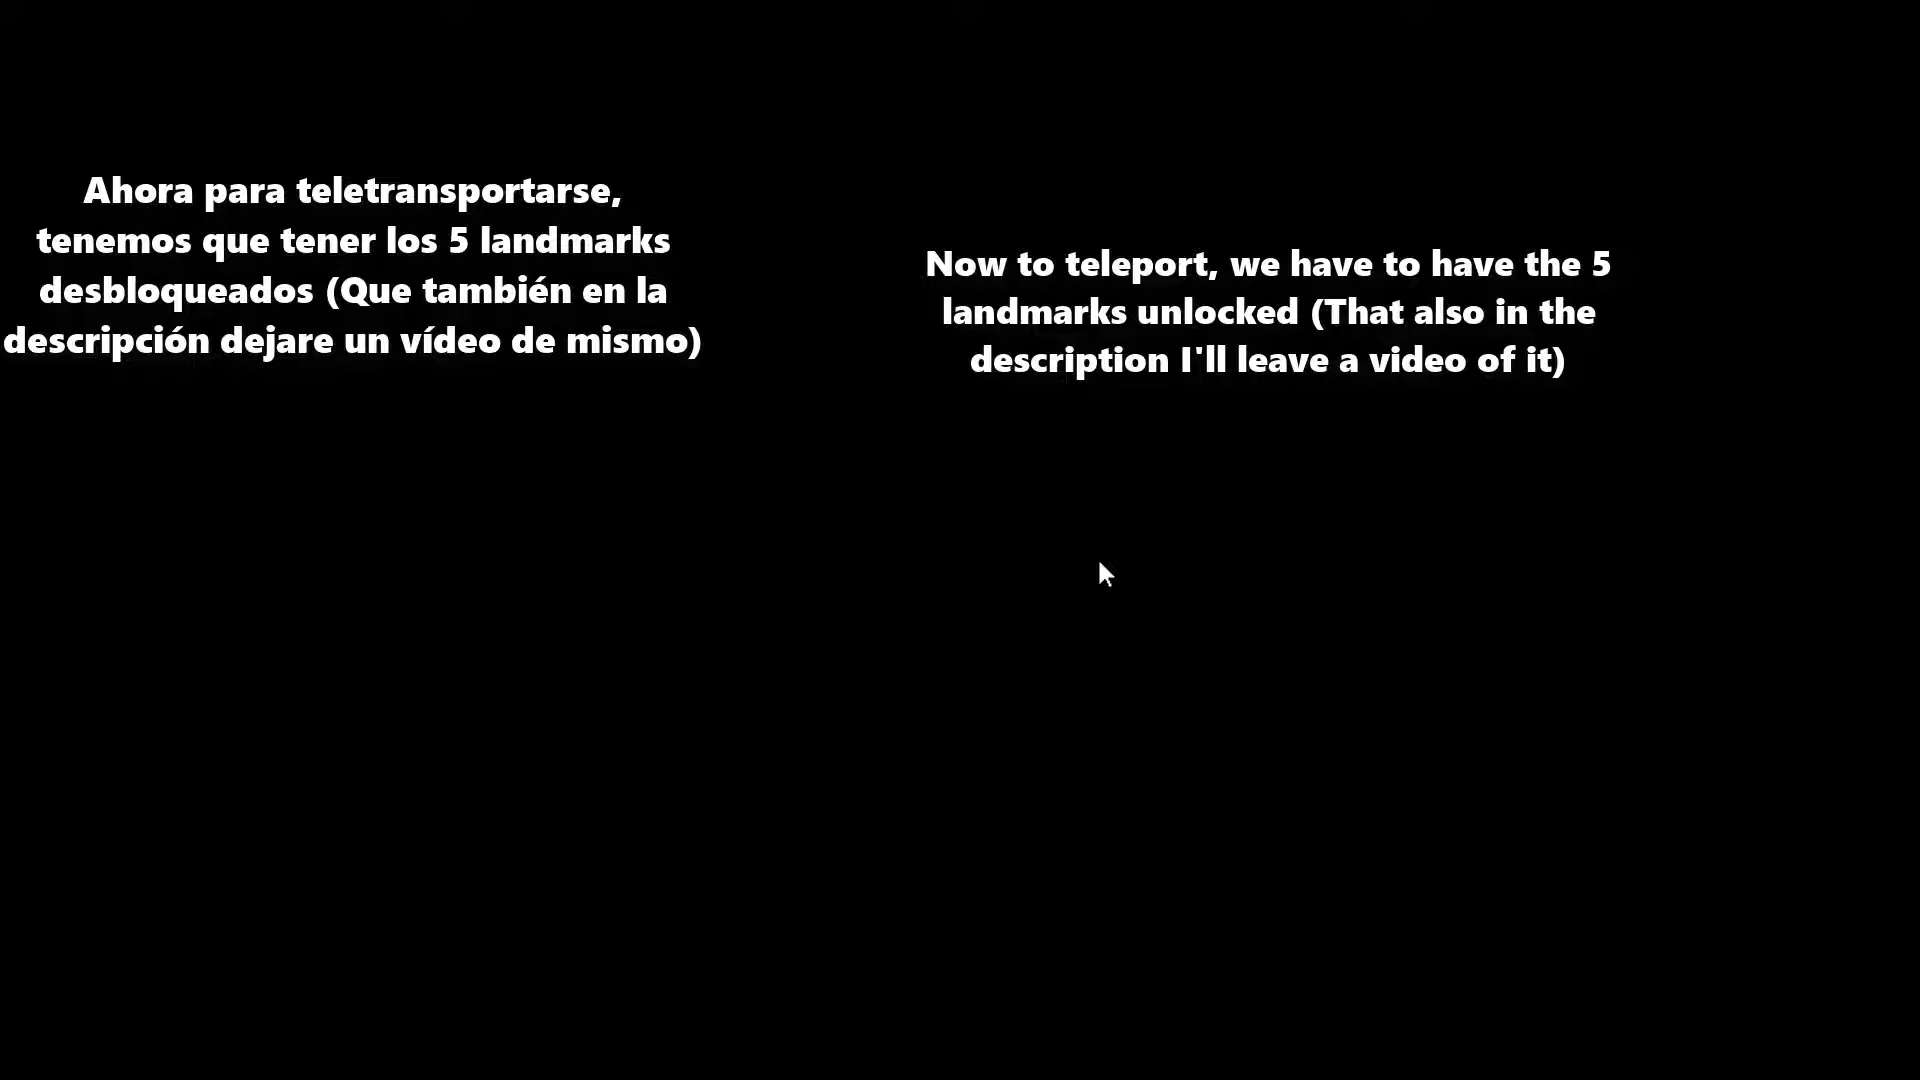 Ahora para teletransportarse,
tenemos que tener los 5 landmarks
desbloqueados (Que también en la
descripción dejare un vídeo de mismo)
Now to teleport, we have to have the 5
landmarks unlocked (That also in the
description I'll leave a video of it)